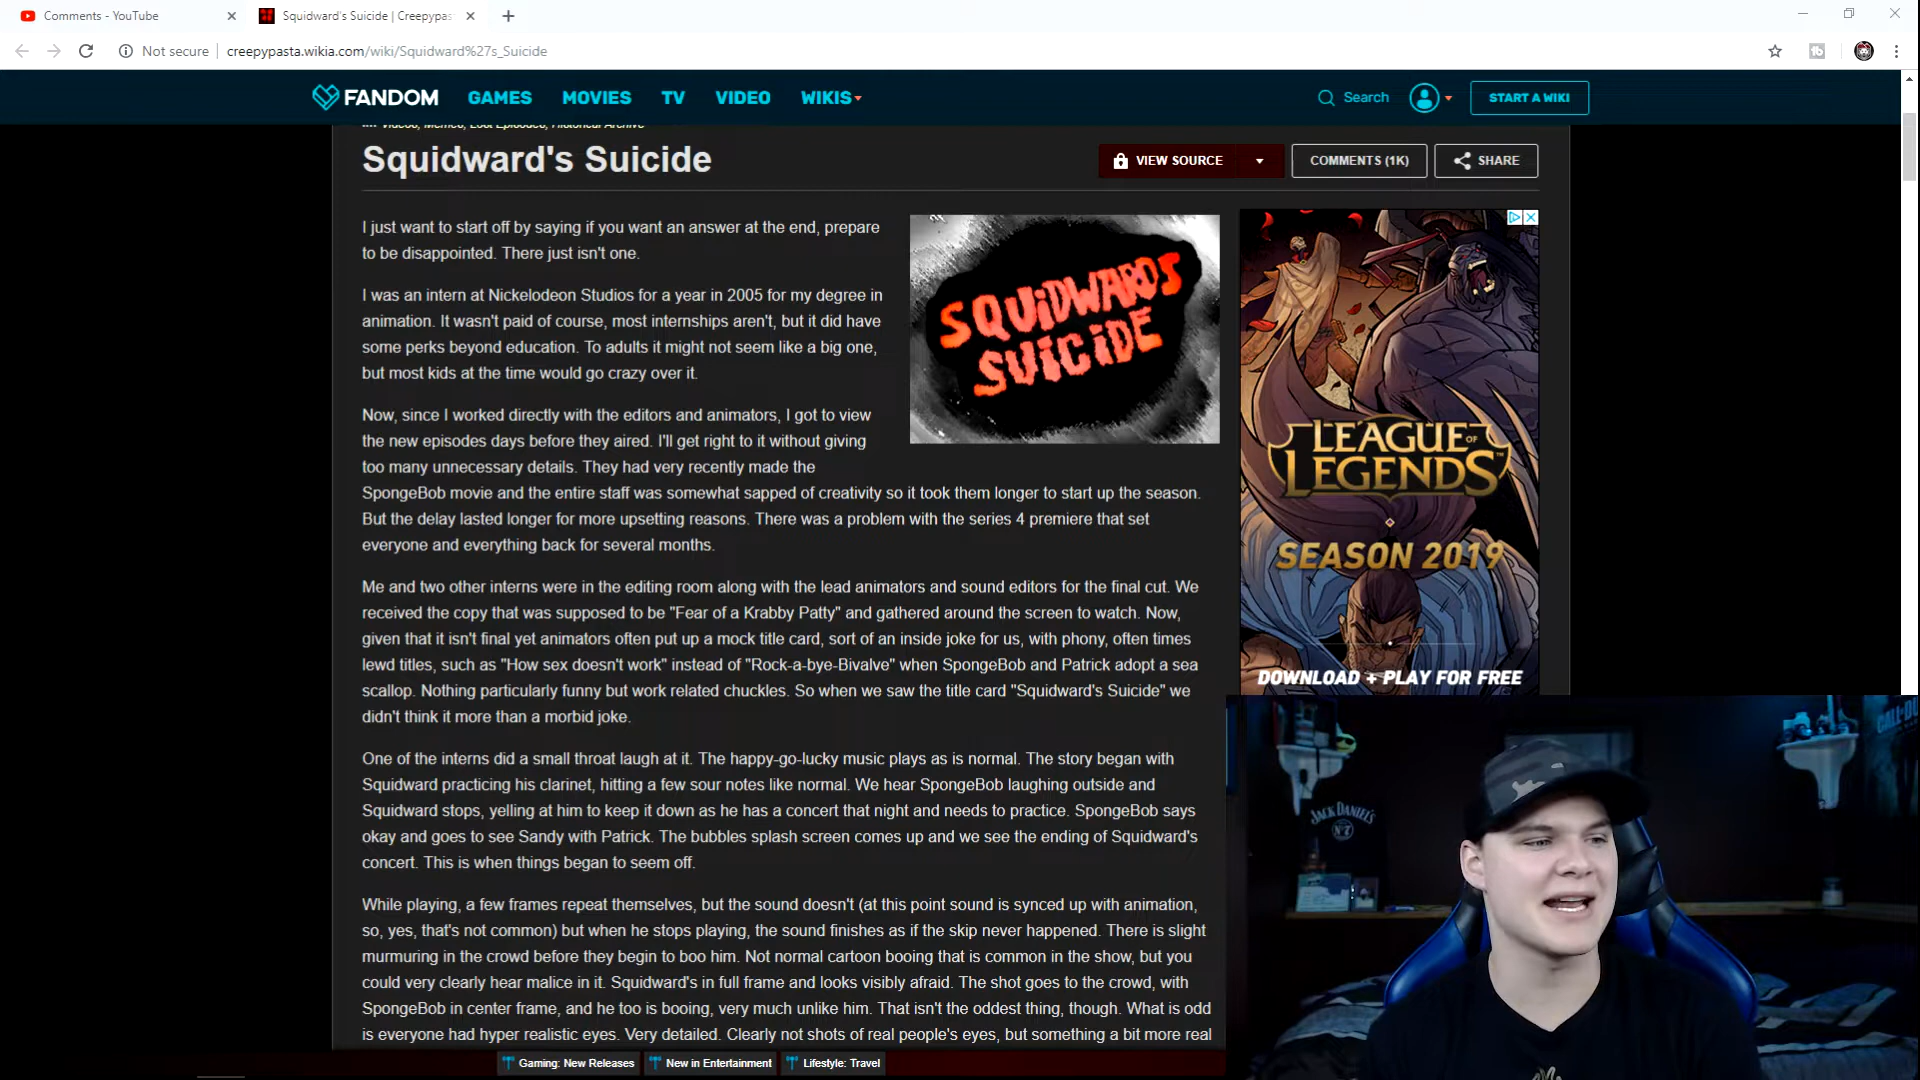 Comments - YouTube
Squidward's Suicide | Creepypas
Not secure
creepypasta.wikia.com/wiki/Squidward%27s_Suicide
FANDOM
GAMES
MOVIES
TV
VIDEO
WIKIS
Search
START A WIKI
Videos, Memes, Lost Episodes, Historical Archive
Squidward's Suicide
VIEW SOURCE
COMMENTS (1K)
SHARE
I just want to start off by saying if you want an answer at the end, prepare
to be disappointed. There just isn't one.
I was an intern at Nickelodeon Studios for a year in 2005 for my degree in
animation. It wasn't paid of course, most internships aren't, but it did have
some perks beyond education. To adults it might not seem like a big one,
but most kids at the time would go crazy over it.
Now, since I worked directly with the editors and animators, I got to view
the new episodes days before they aired. I'll get right to it without giving
too many unnecessary details. They had very recently made the
SpongeBob movie and the entire staff was somewhat sapped of creativity so it took them longer to start up the season.
But the delay lasted longer for more upsetting reasons. There was a problem with the series 4 premiere that set
everyone and everything back for several months.
Me and two other interns were in the editing room along with the lead animators and sound editors for the final cut. We
received the copy that was supposed to be "Fear of a Krabby Patty" and gathered around the screen to watch. Now,
given that it isn't final yet animators often put up a mock title card, sort of an inside joke for us, with phony, often times
lewd titles, such as "How sex doesn't work" instead of "Rock-a-bye-Bivalve" when SpongeBob and Patrick adopt a sea
scallop. Nothing particularly funny but work related chuckles. So when we saw the title card "Squidward's Suicide" we
didn't think it more than a morbid joke.
One of the interns did a small throat laugh at it. The happy-go-lucky music plays as is normal. The story began with
Squidward practicing his clarinet, hitting a few sour notes like normal. We hear SpongeBob laughing outside and
Squidward stops, yelling at him to keep it down as he has a concert that night and needs to practice. SpongeBob says
okay and goes to see Sandy with Patrick. The bubbles splash screen comes up and we see the ending of Squidward's
concert. This is when things began to seem off.
While playing, a few frames repeat themselves, but the sound doesn't (at this point sound is synced up with animation,
so, yes, that's not common) but when he stops playing, the sound finishes as if the skip never happened. There is slight
murmuring in the crowd before they begin to boo him. Not normal cartoon booing that is common in the show, but you
could very clearly hear malice in it. Squidward's in full frame and looks visibly afraid. The shot goes to the crowd, with
SpongeBob in center frame, and he too is booing, very much unlike him. That isn't the oddest thing, though. What is odd
is everyone had hyper realistic eyes. Very detailed. Clearly not shots of real people's eyes, but something a bit more real
SQUIDWARDS
SUICIDE
LEAGUE OF
LEGENDS
SEASON 2019
DOWNLOAD + PLAY FOR FREE
CALL OF DUTY
JACK DANIEL'S
No 7
Gaming: New Releases
New in Entertainment
Lifestyle: Travel